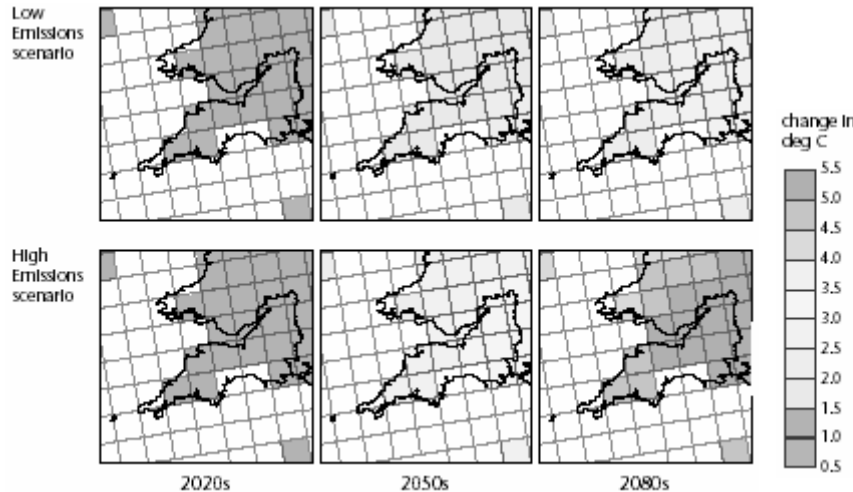 Low
Emissions
scenario
High
Emissions
scenario
2020s
2050s
2080s
change in
deg C
5.5
5.0
4.5
4.0
3.5
3.0
2.5
2.0
1.5
1.0
0.5